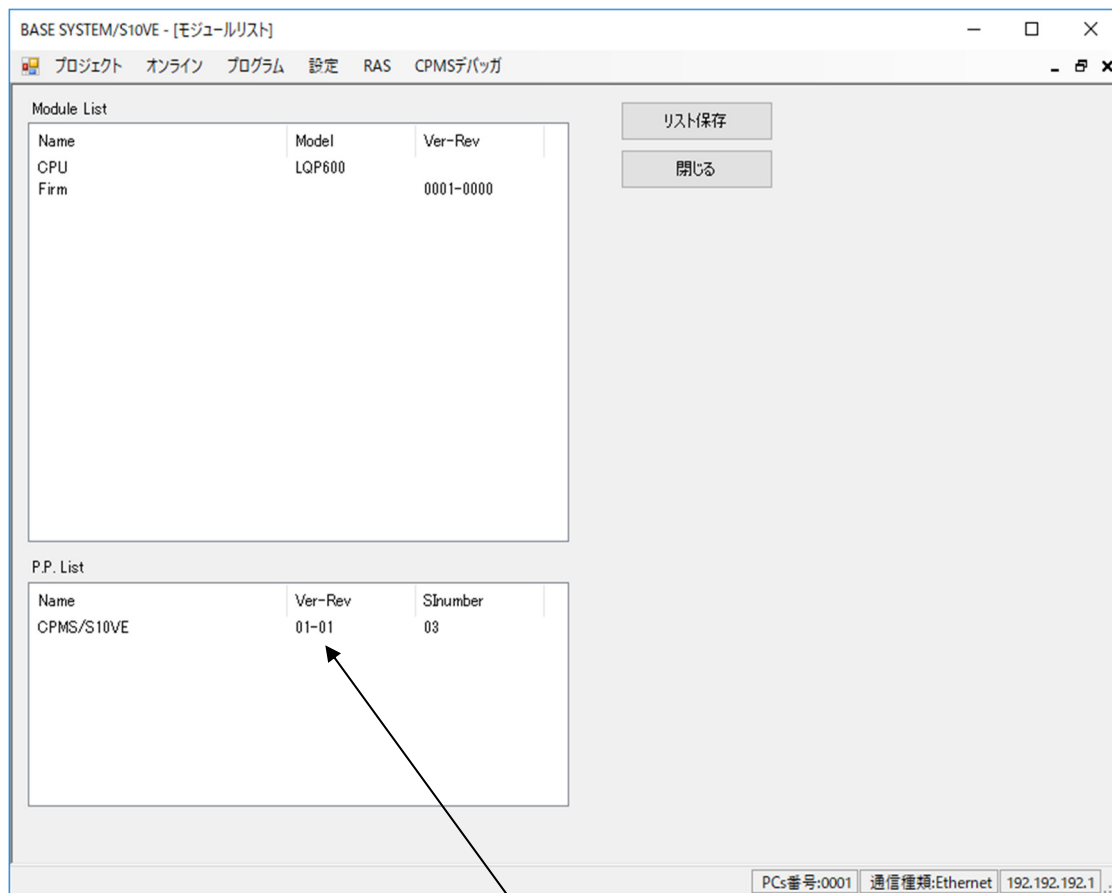 BASE SYSTEM/S10VE - [モジュールリスト]
プロジェクト オンライン プログラム 設定 RAS CPMSデバッガ
Module List
リスト保存
Name Model Ver-Rev
閉じる
CPU LQP600
Firm 0001-0000
P.P. List
Name Ver-Rev SInumber
CPMS/S10VE 01-01 03
PCs番号:0001 通信種類:Ethernet 192.192.192.1